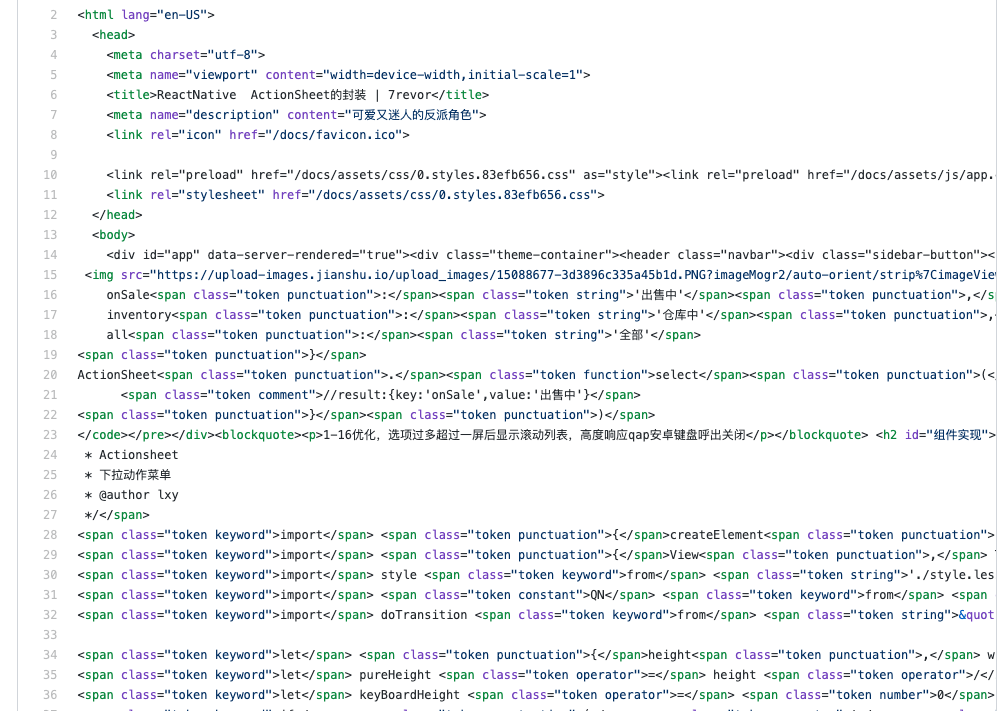 2 <html lang="en-US">
3 <head>
4 <meta charset="utf-8">
5 <meta name="viewport" content="width=device-width,initial-scale=1">
6 <title>ReactNative  ActionSheet的封装 | 7revor</title>
7 <meta name="description" content="可爱又迷人的反派角色">
8 <link rel="icon" href="/docs/favicon.ico">
9
10 <link rel="preload" href="/docs/assets/css/0.styles.83efb656.css" as="style"><link rel="preload" href="/docs/assets/js/app.
11 <link rel="stylesheet" href="/docs/assets/css/0.styles.83efb656.css">
12 </head>
13 <body>
14 <div id="app" data-server-rendered="true"><div class="theme-container"><header class="navbar"><div class="sidebar-button"><
15 <img src="https://upload-images.jianshu.io/upload_images/15088677-3d3896c335a45b1d.PNG?imageMogr2/auto-orient/strip%7CimageVie
16 onSale<span class="token punctuation">:</span><span class="token string">'出售中'</span><span class="token punctuation">,</s
17 inventory<span class="token punctuation">:</span><span class="token string">'仓库中'</span><span class="token punctuation">,
18 all<span class="token punctuation">:</span><span class="token string">'全部'</span>
19 <span class="token punctuation">}</span>
20 ActionSheet<span class="token punctuation">.</span><span class="token function">select</span><span class="token punctuation">(<
21 <span class="token comment">//result:{key:'onSale',value:'出售中'}</span>
22 <span class="token punctuation">}</span><span class="token punctuation">)</span>
23 </code></pre></div><blockquote><p>1-16优化，选项过多超过一屏后显示滚动列表，高度响应qap安卓键盘呼出关闭</p></blockquote> <h2 id="组件实现">
24 * Actionsheet
25 * 下拉动作菜单
26 * @author lxy
27 */</span>
28 <span class="token keyword">import</span> <span class="token punctuation">{</span>createElement<span class="token punctuation">
29 <span class="token keyword">import</span> <span class="token punctuation">{</span>View<span class="token punctuation">,</span>
30 <span class="token keyword">import</span> style <span class="token keyword">from</span> <span class="token string">'./style.les
31 <span class="token keyword">import</span> <span class="token constant">QN</span> <span class="token keyword">from</span> <span
32 <span class="token keyword">import</span> doTransition <span class="token keyword">from</span> <span class="token string">&quot
33
34 <span class="token keyword">let</span> <span class="token punctuation">{</span>height<span class="token punctuation">,</span> w
35 <span class="token keyword">let</span> pureHeight <span class="token operator">=</span> height <span class="token operator">/</
36 <span class="token keyword">let</span> keyBoardHeight <span class="token operator">=</span> <span class="token number">0</span>